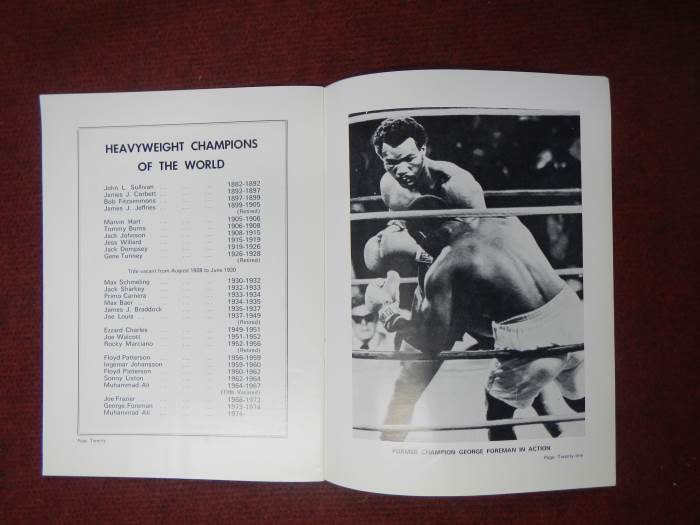 HEAVYWEIGHT CHAMPIONS
OF THE WORLD
John L. Sullivan 1882-1892
James J. Corbett 1892-1897
Bob Fitzsimmons 1897-1899
James J. Jeffries 1899-1905
(Retired)
Marvin Hart 1905-1906
Tommy Burns 1906-1908
Jack Johnson 1908-1915
Jess Willard 1915-1919
Jack Dempsey 1919-1926
Gene Tunney 1926-1928
(Retired)
Title vacant from August 1928 to June 1930
Max Schmeling 1930-1932
Jack Sharkey 1932-1933
Primo Carnera 1933-1934
Max Baer 1934-1935
James J. Braddock 1935-1937
Joe Louis 1937-1949
(Retired)
Ezzard Charles 1949-1951
Joe Walcott 1951-1952
Rocky Marciano 1952-1956
(Retired)
Floyd Patterson 1956-1959
Ingemar Johansson 1959-1960
Floyd Patterson 1960-1962
Sonny Liston 1962-1964
Muhammad Ali 1964-1967
(Title Vacated)
Joe Frazier 1968-1973
George Foreman 1973-1974
Muhammad Ali 1974-
Page Twenty
FORMER CHAMPION GEORGE FOREMAN IN ACTION
Page Twenty-one